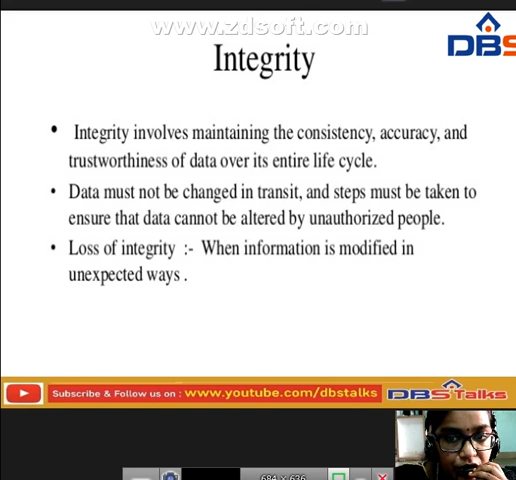 www.zdsoft.com
Integrity
DBS
• Integrity involves maintaining the consistency, accuracy, and
trustworthiness of data over its entire life cycle.
• Data must not be changed in transit, and steps must be taken to
ensure that data cannot be altered by unauthorized people.
• Loss of integrity :- When information is modified in
unexpected ways .
Subscribe & Follow us on : www.youtube.com/dbstalks DBSTalks
684 × 636